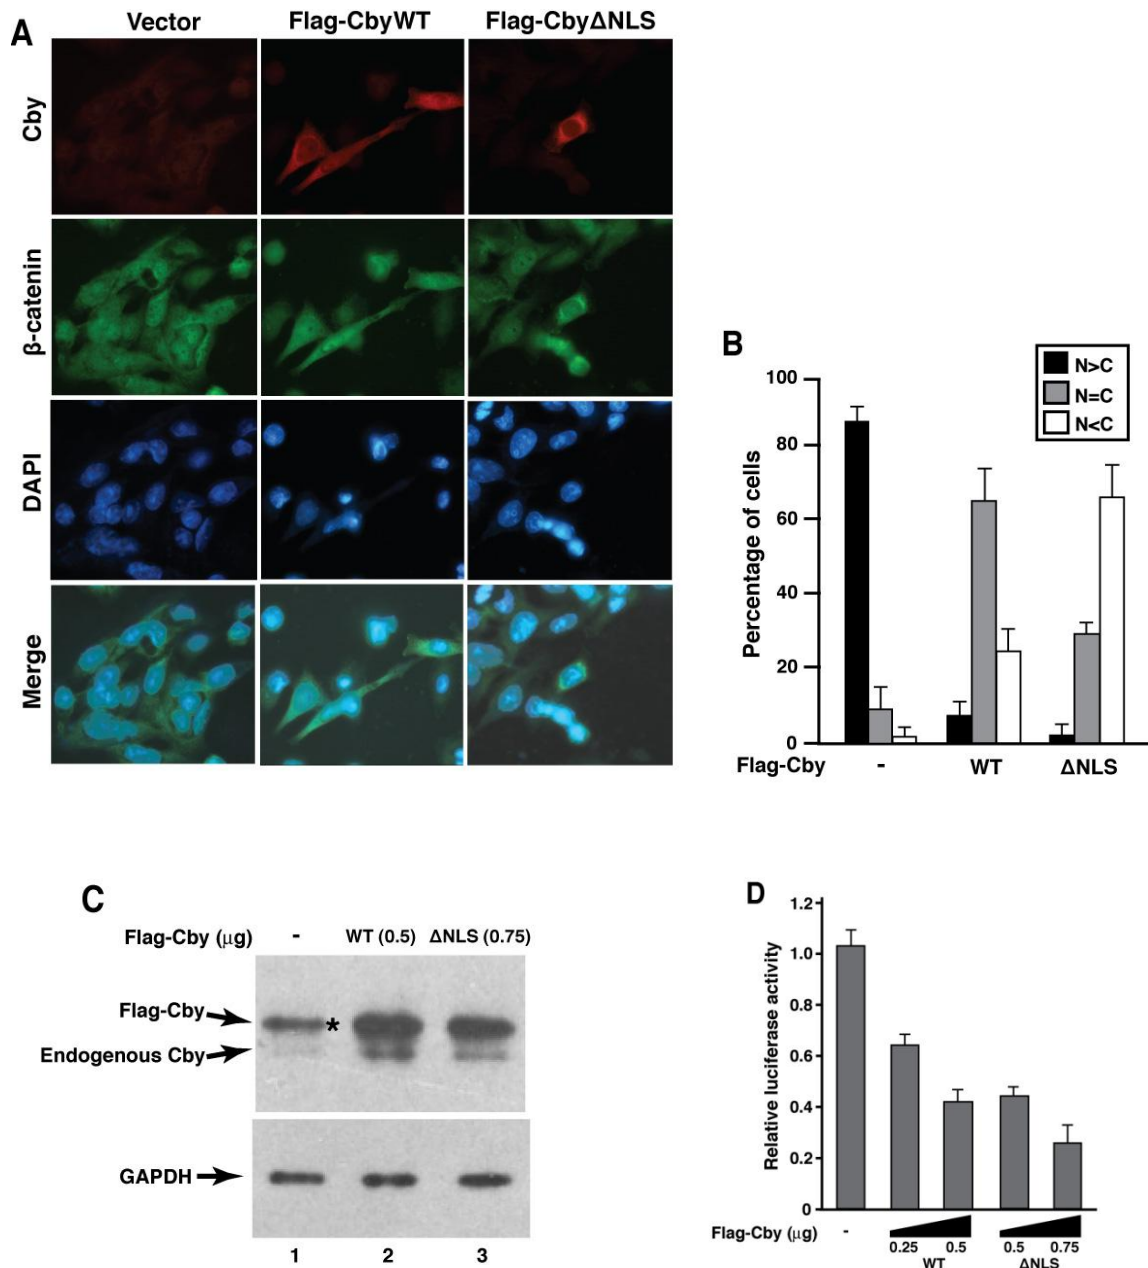 A
Vector Flag-CbyWT Flag-CbyΔNLS
Cby
β-catenin
DAPI
Merge
B
N>C
N=C
N<C
Percentage of cells
100
80
60
40
20
0
Flag-Cby - WT ΔNLS
C
Flag-Cby (μg) - WT (0.5) ΔNLS (0.75)
Flag-Cby *
Endogenous Cby
GAPDH
1 2 3
D
Relative luciferase activity
1.2
1.0
0.8
0.6
0.4
0.2
0
Flag-Cby (μg) - 0.25 0.5 0.5 0.75
WT ΔNLS